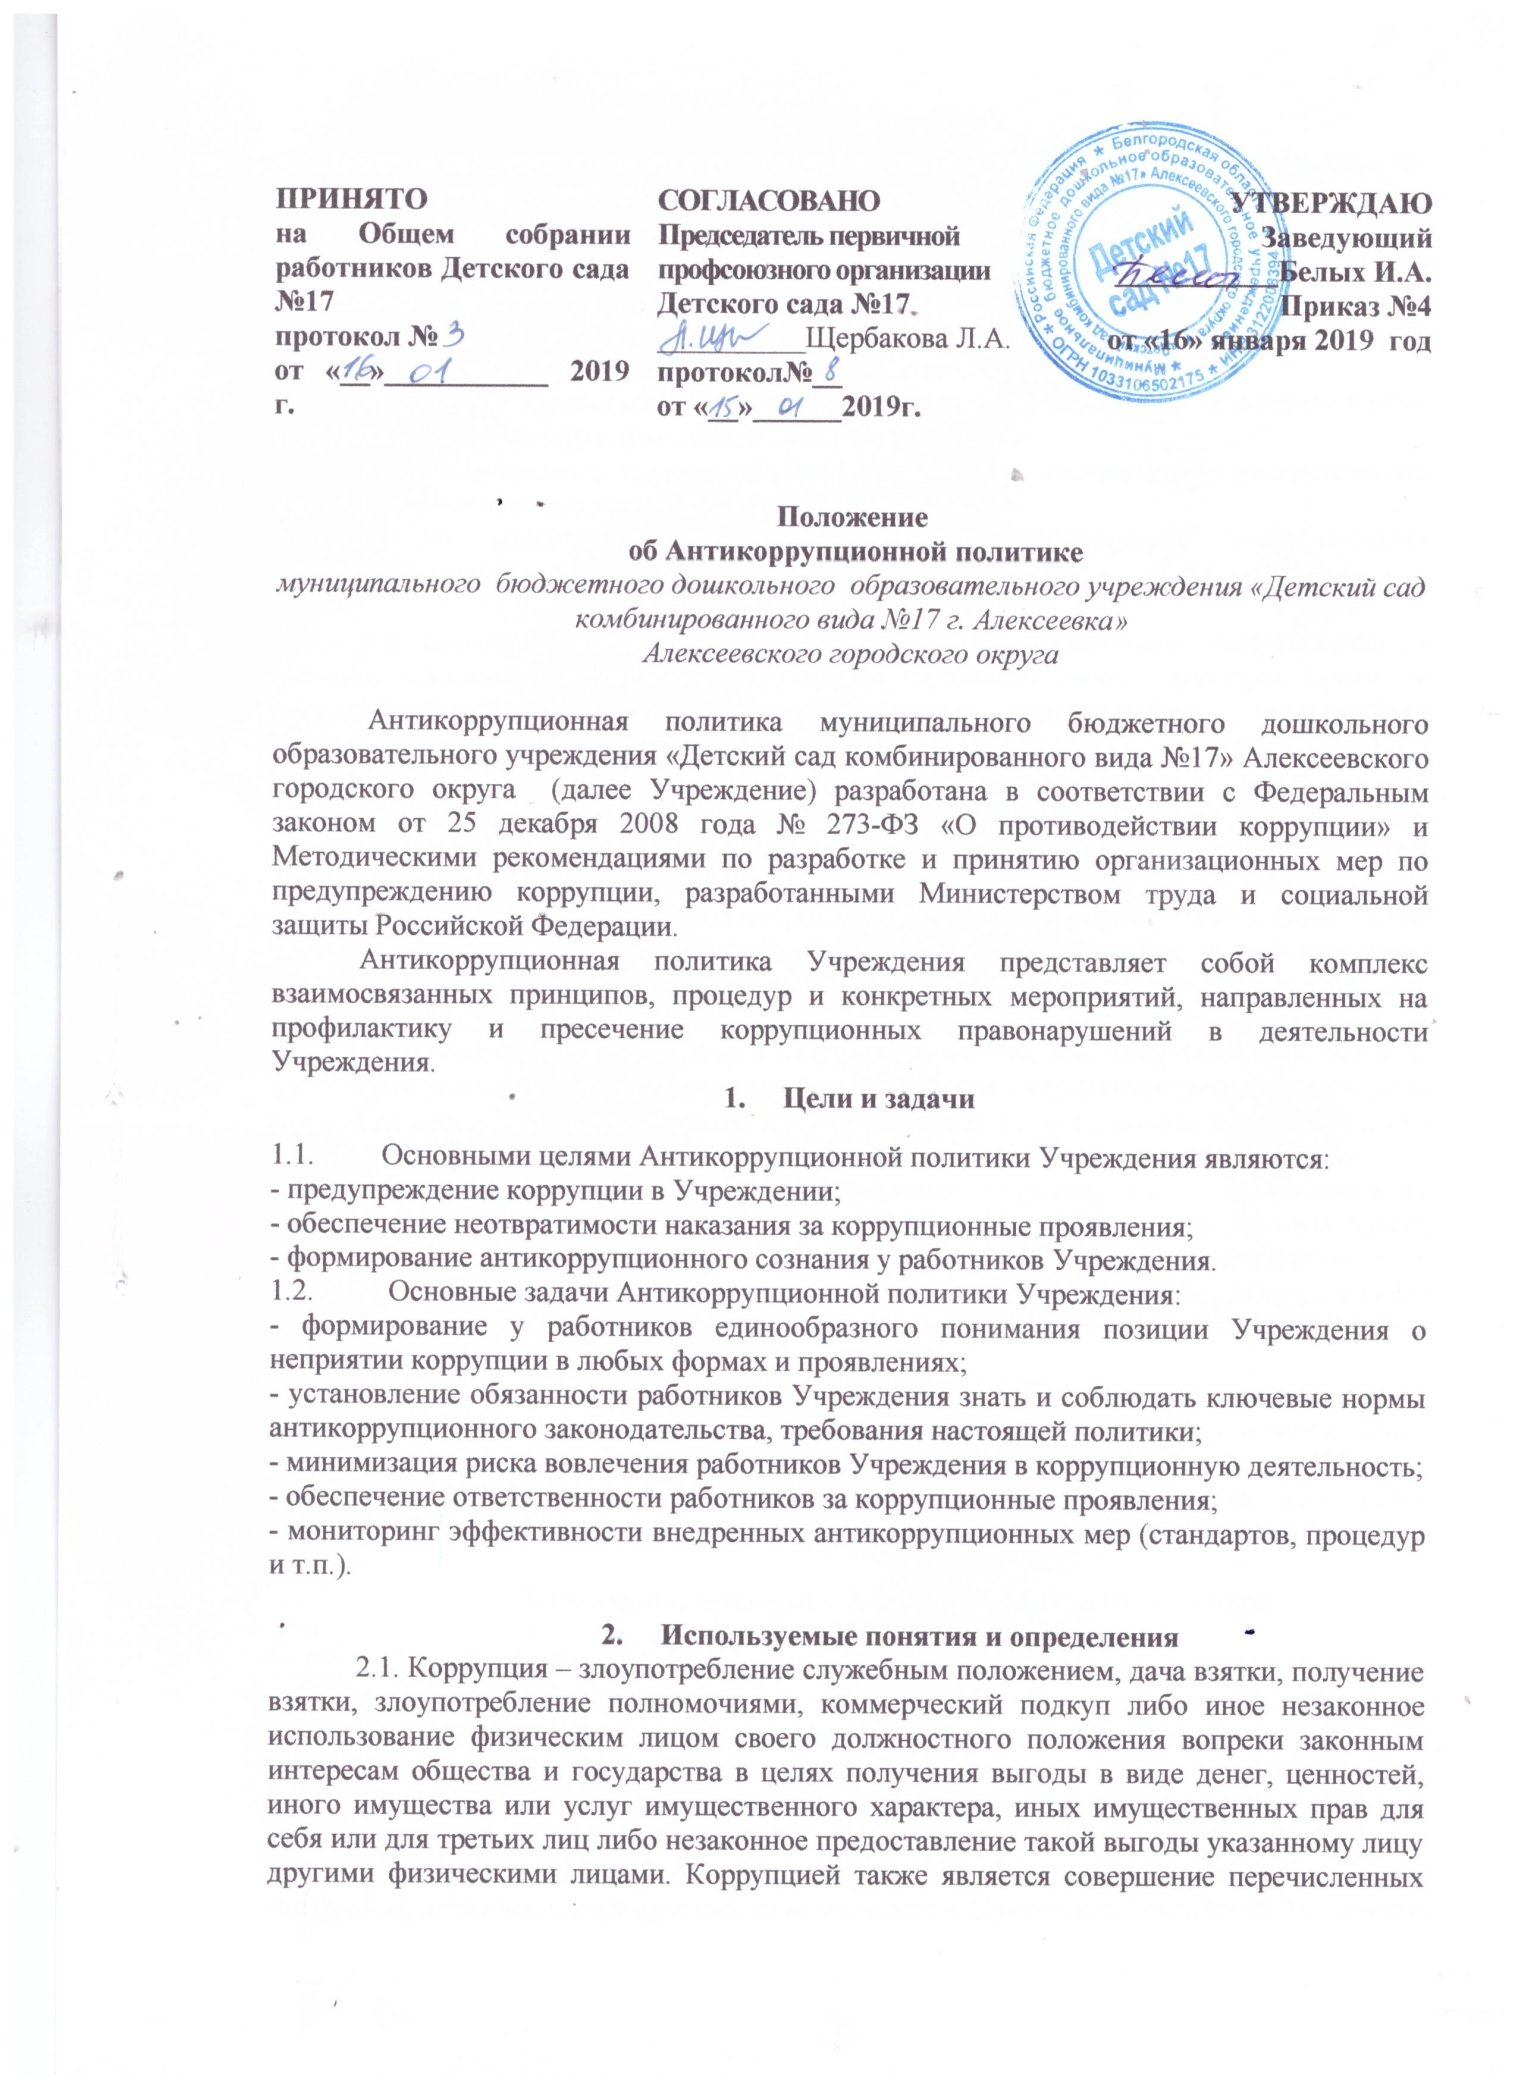 ПРИНЯТО
на Общем собрании
работников Детского сада
№17
протокол № 3
от «16» 01 2019
г.
СОГЛАСОВАНО
Председатель первичной
профсоюзного организации
Детского сада №17.
Щербакова Л.А.
протокол№ 8
от «15» 01 2019г.
УТВЕРЖДАЮ
Заведующий
Белых И.А.
Приказ №4
от «16» января 2019 год
Детский
сад №17
Российская Федерация ★ Белгородская область
ОГРН 1033106502175 ★
Положение
об Антикоррупционной политике
муниципального бюджетного дошкольного образовательного учреждения «Детский сад
комбинированного вида №17 г. Алексеевка»
Алексеевского городского округа
Антикоррупционная политика муниципального бюджетного дошкольного
образовательного учреждения «Детский сад комбинированного вида №17» Алексеевского
городского округа (далее Учреждение) разработана в соответствии с Федеральным
законом от 25 декабря 2008 года № 273-ФЗ «О противодействии коррупции» и
Методическими рекомендациями по разработке и принятию организационных мер по
предупреждению коррупции, разработанными Министерством труда и социальной
защиты Российской Федерации.
Антикоррупционная политика Учреждения представляет собой комплекс
взаимосвязанных принципов, процедур и конкретных мероприятий, направленных на
профилактику и пресечение коррупционных правонарушений в деятельности
Учреждения.
1. Цели и задачи
1.1. Основными целями Антикоррупционной политики Учреждения являются:
- предупреждение коррупции в Учреждении;
- обеспечение неотвратимости наказания за коррупционные проявления;
- формирование антикоррупционного сознания у работников Учреждения.
1.2. Основные задачи Антикоррупционной политики Учреждения:
- формирование у работников единообразного понимания позиции Учреждения о
неприятии коррупции в любых формах и проявлениях;
- установление обязанности работников Учреждения знать и соблюдать ключевые нормы
антикоррупционного законодательства, требования настоящей политики;
- минимизация риска вовлечения работников Учреждения в коррупционную деятельность;
- обеспечение ответственности работников за коррупционные проявления;
- мониторинг эффективности внедренных антикоррупционных мер (стандартов, процедур
и т.п.).
2. Используемые понятия и определения
2.1. Коррупция – злоупотребление служебным положением, дача взятки, получение
взятки, злоупотребление полномочиями, коммерческий подкуп либо иное незаконное
использование физическим лицом своего должностного положения вопреки законным
интересам общества и государства в целях получения выгоды в виде денег, ценностей,
иного имущества или услуг имущественного характера, иных имущественных прав для
себя или для третьих лиц либо незаконное предоставление такой выгоды указанному лицу
другими физическими лицами. Коррупцией также является совершение перечисленных